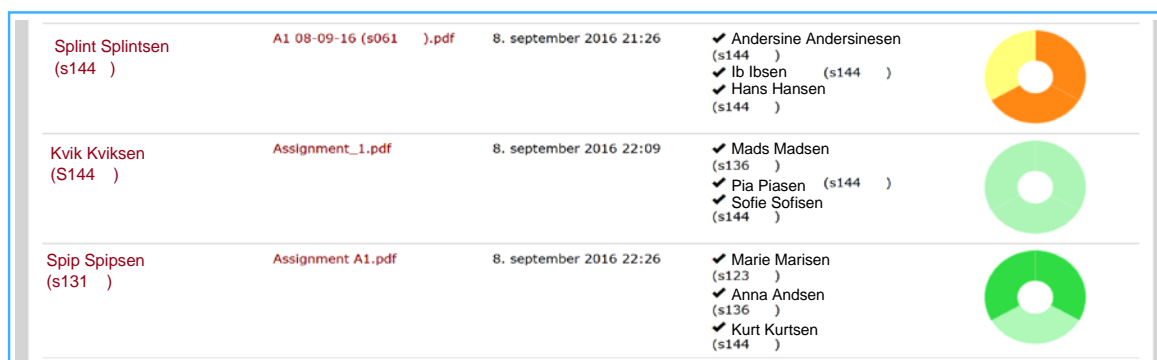 Splint Splintsen
(s144 )
A1 08-09-16 (s061 ).pdf
8. september 2016 21:26
✔ Andersine Andersinesen
(s144 )
✔ Ib Ibsen (s144 )
✔ Hans Hansen
(s144 )
Kvik Kviksen
(S144 )
Assignment_1.pdf
8. september 2016 22:09
✔ Mads Madsen
(s136 )
✔ Pia Piasen (s144 )
✔ Sofie Sofisen
(s144 )
Spip Spipsen
(s131 )
Assignment A1.pdf
8. september 2016 22:26
✔ Marie Marisen
(s123 )
✔ Anna Andsen
(s136 )
✔ Kurt Kurtsen
(s144 )